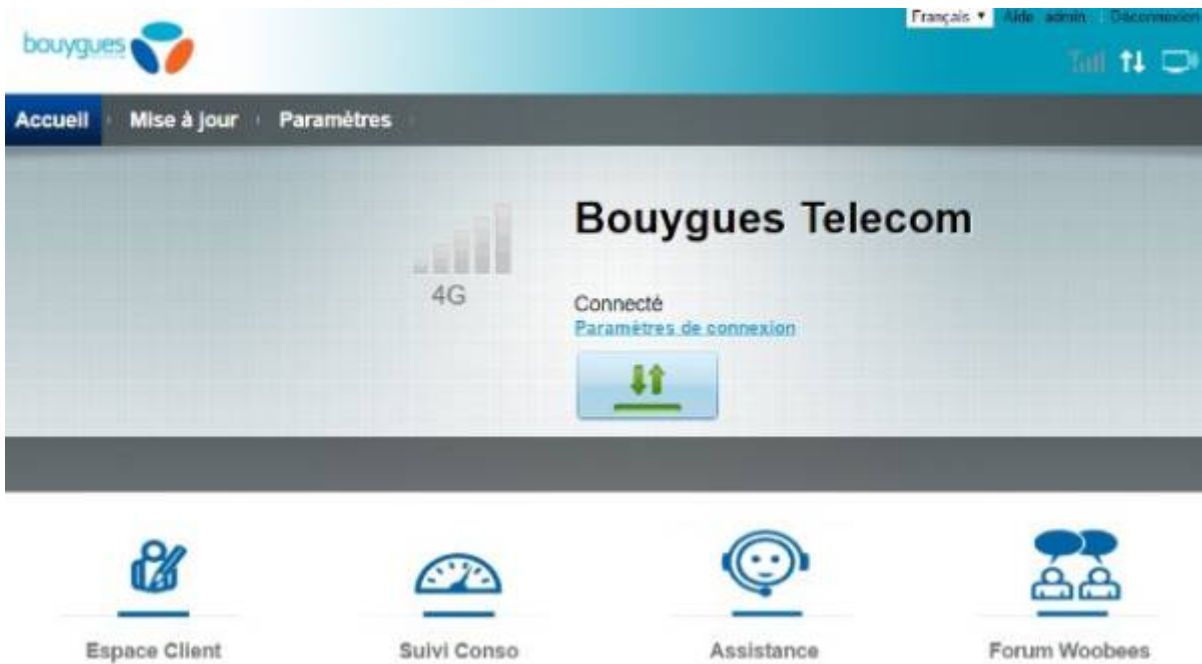 Français Aide admin Déconnexion
bouygues
Accueil Mise à jour Paramètres
Bouygues Telecom
4G
Connecté
Paramètres de connexion
Espace Client Suivi Conso Assistance Forum Woobees